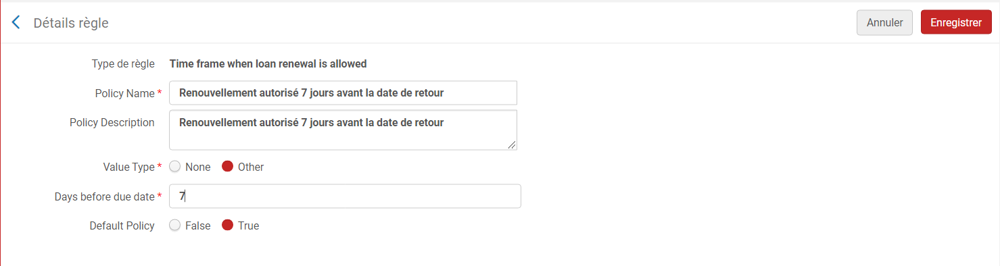 Détails règle
Annuler Enregistrer
Type de règle Time frame when loan renewal is allowed
Policy Name * Renouvellement autorisé 7 jours avant la date de retour
Policy Description Renouvellement autorisé 7 jours avant la date de retour
Value Type * None Other
Days before due date * 7
Default Policy False True